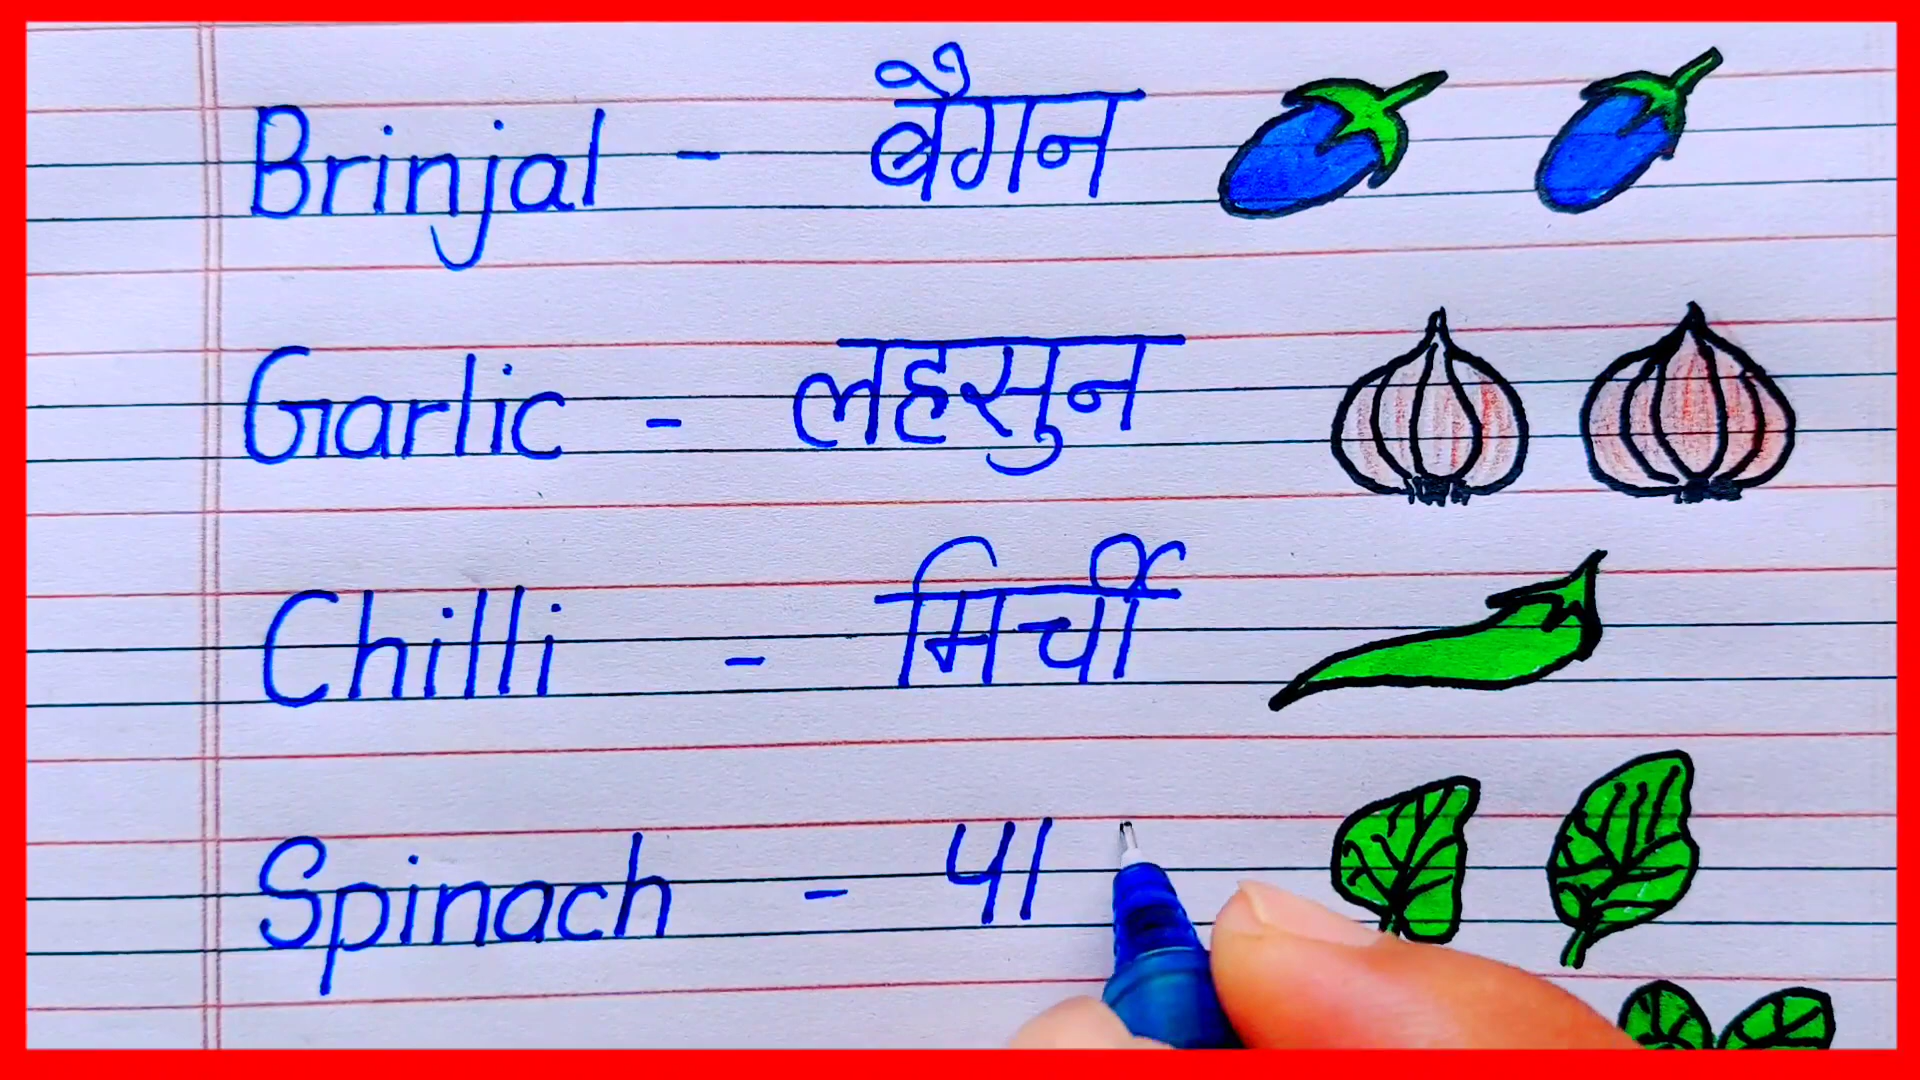 Brinjal - बैगन
Garlic - लहसुन
Chilli - मिर्ची
Spinach - पा